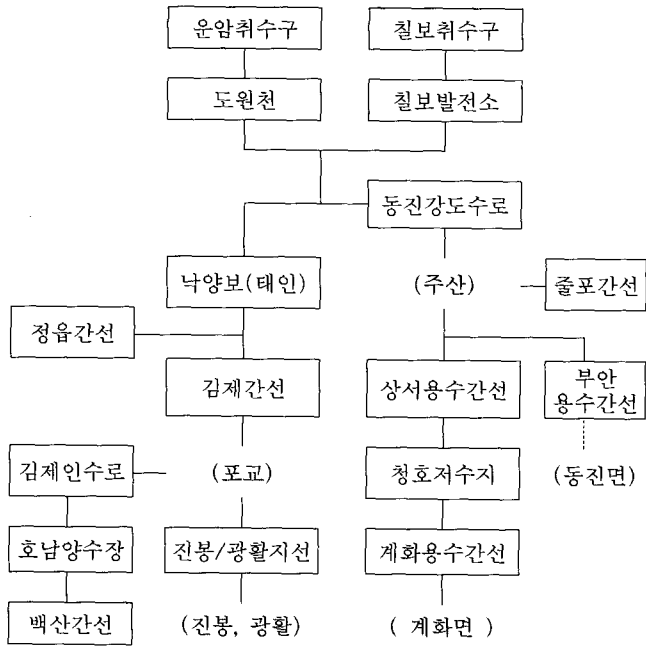 운암취수구
칠보취수구
도원천
칠보발전소
동진강도수로
낙양보(태인)
(주산)
줄포간선
정읍간선
김제간선
상서용수간선
부안
용수간선
김제인수로
(포교)
청호저수지
(동진면)
호남양수장
진봉/광활지선
계화용수간선
백산간선
(진봉, 광활)
( 계화면 )